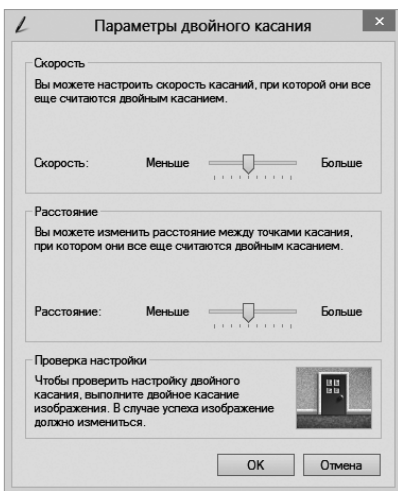 Параметры двойного касания
Скорость
Вы можете настроить скорость касаний, при которой они все
еще считаются двойным касанием.
Скорость: Меньше Больше
Расстояние
Вы можете изменить расстояние между точками касания,
при котором они все еще считаются двойным касанием.
Расстояние: Меньше Больше
Проверка настройки
Чтобы проверить настройку двойного
касания, выполните двойное касание
изображения. В случае успеха изображение
должно измениться.
OK Отмена